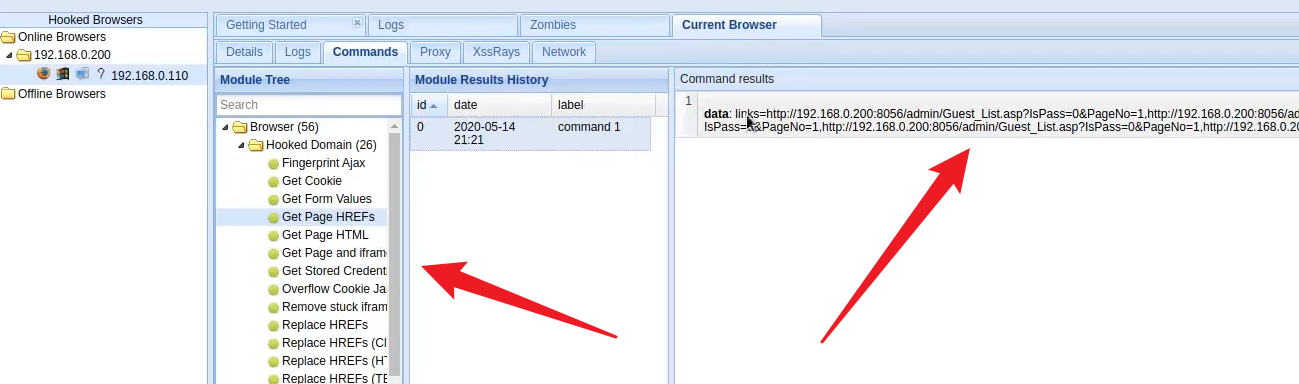 Hooked Browsers
Online Browsers
192.168.0.200
? 192.168.0.110
Offline Browsers
Getting Started
Logs
Zombies
Current Browser
Details
Logs
Commands
Proxy
XssRays
Network
Module Tree
Search
Browser (56)
Hooked Domain (26)
Fingerprint Ajax
Get Cookie
Get Form Values
Get Page HREFs
Get Page HTML
Get Page and ifram
Get Stored Credent
Overflow Cookie Ja
Remove stuck ifram
Replace HREFs
Replace HREFs (Cl
Replace HREFs (HT
Replace HREFs (TE
Module Results History
id date label
0 2020-05-14 command 1
21:21
Command results
1
data: links=http://192.168.0.200:8056/admin/Guest_List.asp?IsPass=0&PageNo=1,http://192.168.0.200:8056/ad
IsPass=0&PageNo=1,http://192.168.0.200:8056/admin/Guest_List.asp?IsPass=0&PageNo=1,http://192.168.0.20